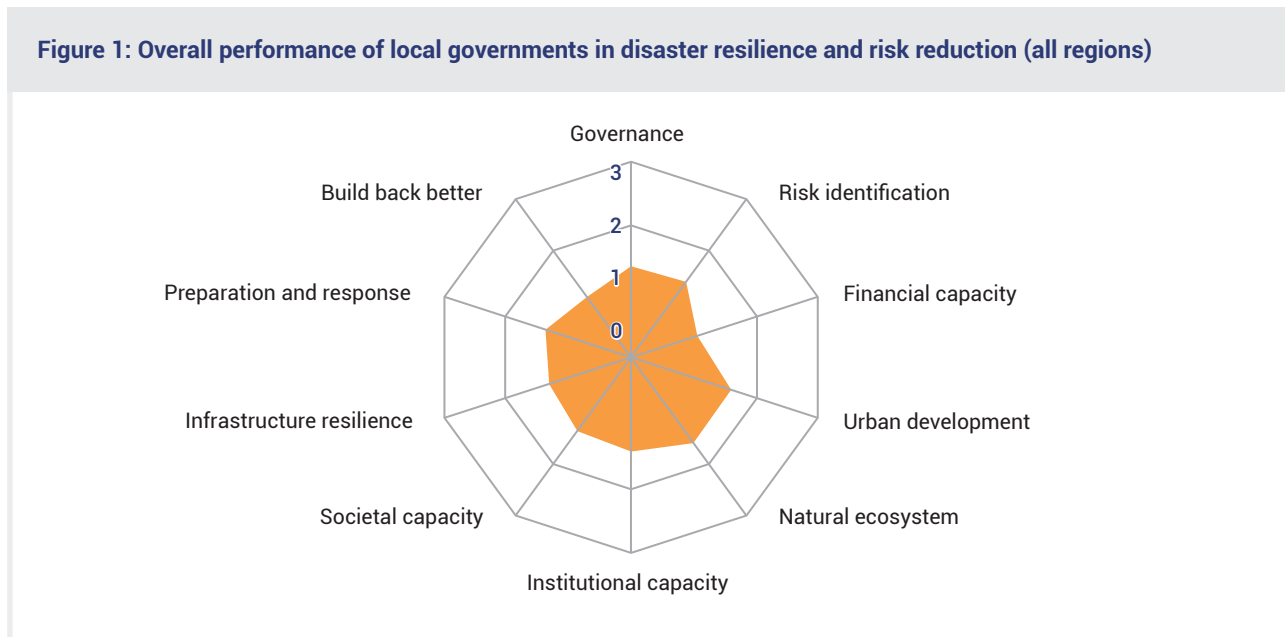 Figure 1: Overall performance of local governments in disaster resilience and risk reduction (all regions)
Governance
3
Build back better
Risk identification
2
1
Preparation and response
Financial capacity
0
Infrastructure resilience
Urban development
Societal capacity
Natural ecosystem
Institutional capacity